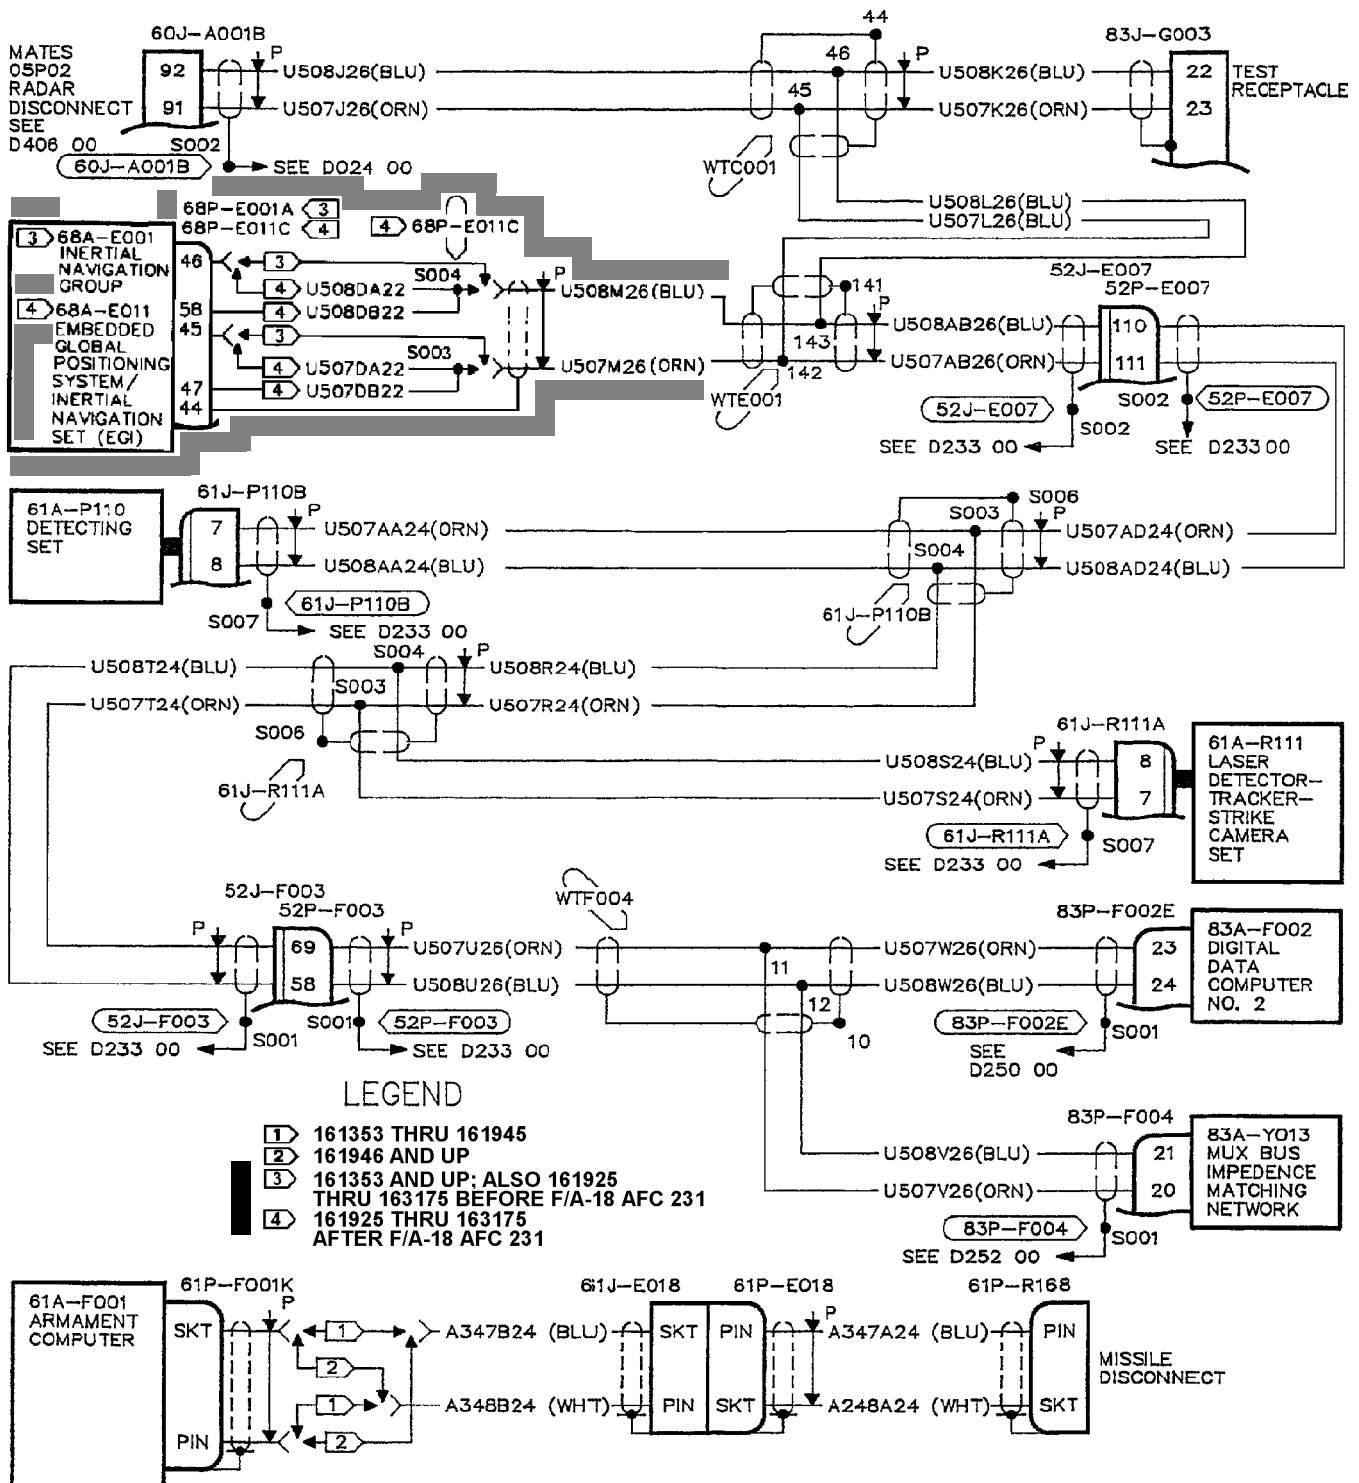 MATES
05P02
RADAR
DISCONNECT
SEE
D406 00
60J-A001B
92
91
P
U508J26(BLU)
U507J26(ORN)
S002
60J-A001B
SEE D024 00
44
46
45
P
WTC001
U508K26(BLU)
U507K26(ORN)
83J-G003
22
23
TEST
RECEPTACLE
U508L26(BLU)
U507L26(BLU)
68P-E001A
3
68P-E011C
4
4
68P-E011C
3
68A-E001
INERTIAL
NAVIGATION
GROUP
4
68A-E011
EMBEDDED
GLOBAL
POSITIONING
SYSTEM/
INERTIAL
NAVIGATION
SET (EGI)
46
58
45
47
44
3
4
U508DA22
4
U508DB22
3
4
U507DA22
4
U507DB22
S004
S003
P
U508M26(BLU)
U507M26(ORN)
141
143
142
P
WTE001
U508AB26(BLU)
U507AB26(ORN)
52J-E007
52P-E007
110
111
52J-E007
S002
S002
52P-E007
SEE D233 00
SEE D233 00
61A-P110
DETECTING
SET
61J-P110B
7
8
P
U507AA24(ORN)
U508AA24(BLU)
S007
61J-P110B
SEE D233 00
S006
S003
P
S004
61J-P110B
U507AD24(ORN)
U508AD24(BLU)
U508T24(BLU)
U507T24(ORN)
S004
S003
S006
P
61J-R111A
U508R24(BLU)
U507R24(ORN)
U508S24(BLU)
U507S24(ORN)
P
61J-R111A
8
7
61J-R111A
S007
SEE D233 00
61A-R111
LASER
DETECTOR-
TRACKER-
STRIKE
CAMERA
SET
52J-F003
52P-F003
P
69
58
P
U507U26(ORN)
U508U26(BLU)
52J-F003
S001
S001
52P-F003
SEE D233 00
SEE D233 00
WTF004
11
12
10
U507W26(ORN)
U508W26(BLU)
83P-F002E
23
24
83P-F002E
S001
SEE
D250 00
83A-F002
DIGITAL
DATA
COMPUTER
NO. 2
LEGEND
1 161353 THRU 161945
2 161946 AND UP
3 161353 AND UP; ALSO 161925
THRU 163175 BEFORE F/A-18 AFC 231
4 161925 THRU 163175
AFTER F/A-18 AFC 231
U508V26(BLU)
U507V26(ORN)
83P-F004
21
20
83P-F004
S001
SEE D252 00
83A-Y013
MUX BUS
IMPEDENCE
MATCHING
NETWORK
61A-F001
ARMAMENT
COMPUTER
61P-F001K
SKT
PIN
P
1
2
1
2
A347B24 (BLU)
A348B24 (WHT)
61J-E018
61P-E018
SKT
PIN
PIN
SKT
P
A347A24 (BLU)
A248A24 (WHT)
61P-R168
PIN
SKT
MISSILE
DISCONNECT